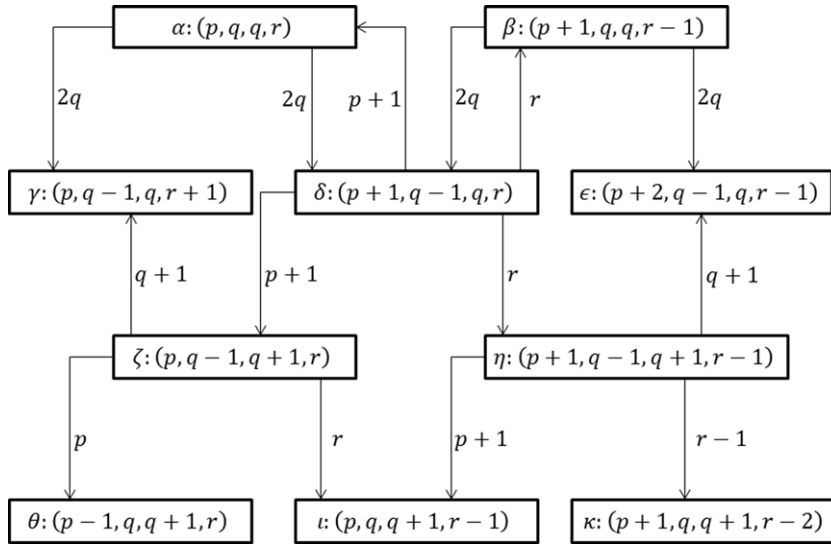 α: (p, q, q, r)
β: (p + 1, q, q, r − 1)
2q
2q
p + 1
2q
r
2q
γ: (p, q − 1, q, r + 1)
δ: (p + 1, q − 1, q, r)
ϵ: (p + 2, q − 1, q, r − 1)
q + 1
p + 1
r
q + 1
ζ: (p, q − 1, q + 1, r)
η: (p + 1, q − 1, q + 1, r − 1)
p
r
p + 1
r − 1
θ: (p − 1, q, q + 1, r)
ι: (p, q, q + 1, r − 1)
κ: (p + 1, q, q + 1, r − 2)